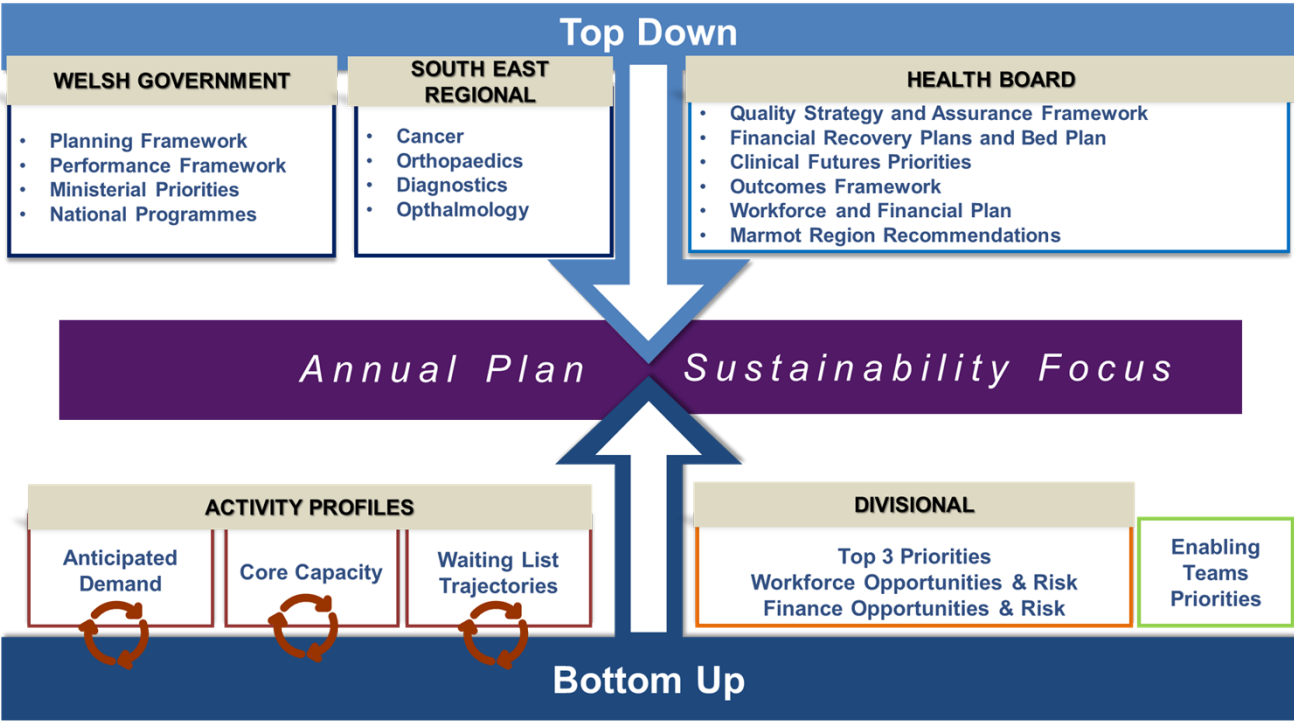 Top Down
WELSH GOVERNMENT
• Planning Framework
• Performance Framework
• Ministerial Priorities
• National Programmes
SOUTH EAST
REGIONAL
• Cancer
• Orthopaedics
• Diagnostics
• Opthalmology
HEALTH BOARD
• Quality Strategy and Assurance Framework
• Financial Recovery Plans and Bed Plan
• Clinical Futures Priorities
• Outcomes Framework
• Workforce and Financial Plan
• Marmot Region Recommendations
Annual Plan
Sustainability Focus
ACTIVITY PROFILES
Anticipated
Demand
Core Capacity
Waiting List
Trajectories
DIVISIONAL
Top 3 Priorities
Workforce Opportunities & Risk
Finance Opportunities & Risk
Enabling
Teams
Priorities
Bottom Up